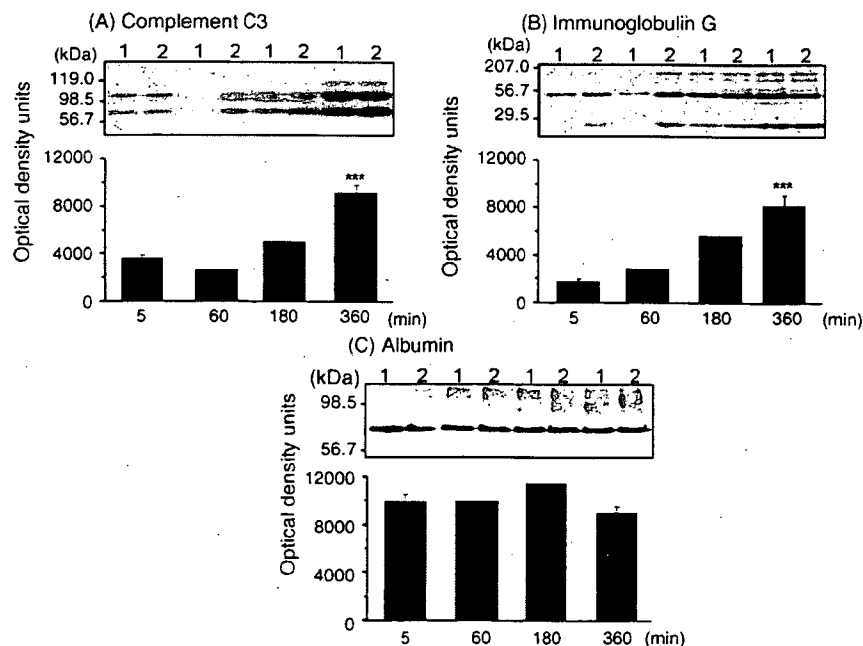 (A) Complement C3
(kDa) 1 2 1 2 1 2 1 2
119.0
98.5
56.7
Optical density units
12000
8000
4000
0
***
5 60 180 360 (min)
(B) Immunoglobulin G
(kDa) 1 2 1 2 1 2 1 2
207.0
56.7
29.5
Optical density units
12000
8000
4000
0
***
5 60 180 360 (min)
(C) Albumin
(kDa) 1 2 1 2 1 2 1 2
98.5
56.7
Optical density units
12000
8000
4000
0
5 60 180 360 (min)